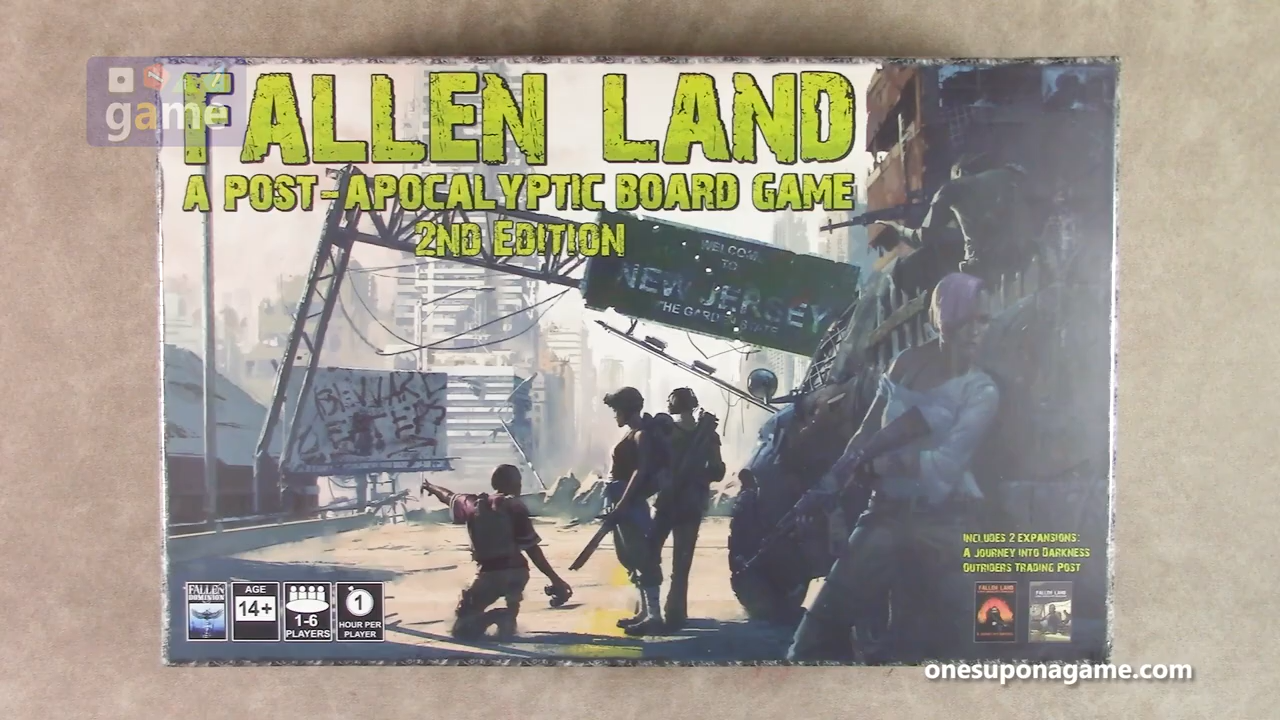 game
FALLEN LAND
A POST-APOCALYPTIC BOARD GAME
2ND EDITION
WELCOME
TO
NEW JERSEY
THE GARDEN STATE
BEWARE
INCLUDES 2 EXPANSIONS:
A JOURNEY INTO DARKNESS
OUTRIDERS TRADING POST
FALLEN
DOMINION
AGE
14+
1-6
PLAYERS
1
HOUR PER
PLAYER
FALLEN LAND
FALLEN LAND
onesuponagame.com